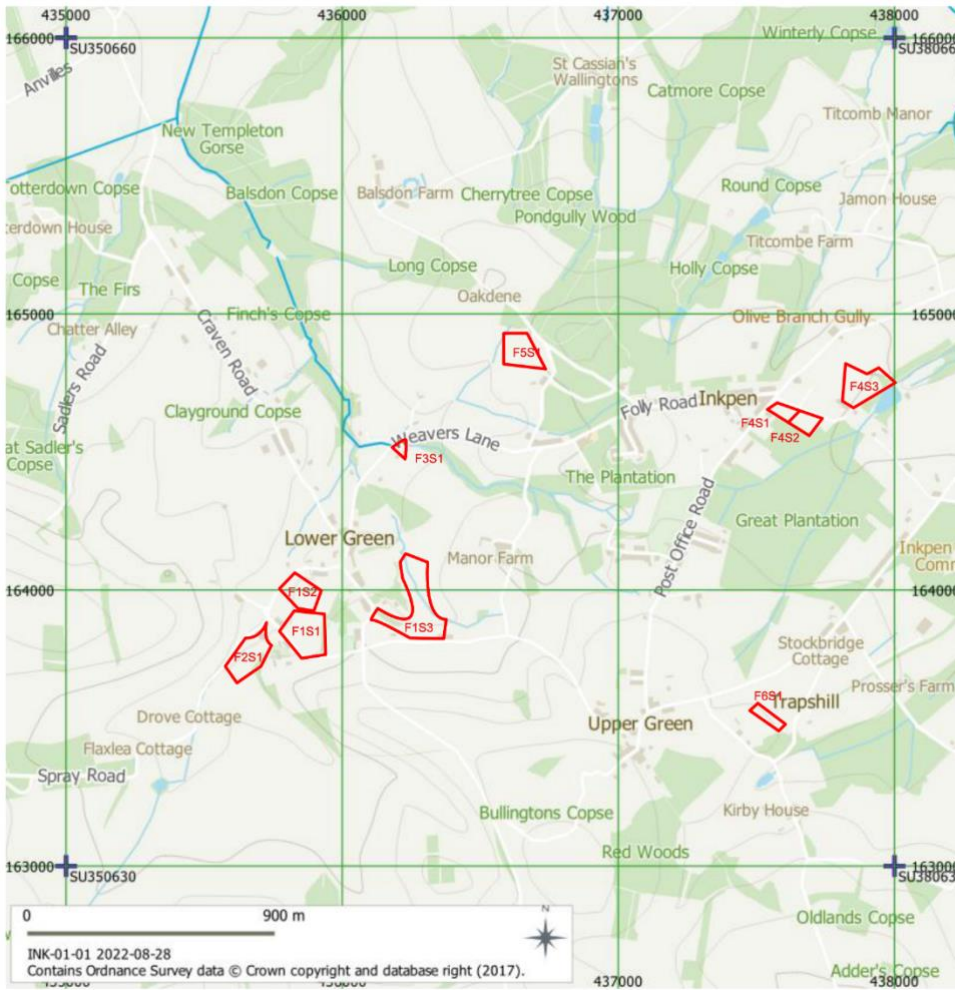 435000
436000
437000
438000
166000
SU350660
Winterly Copse
166000
SU38066
Anvilles
St Cassian's
Wallingtons
Catmore Copse
Titcomb Manor
New Templeton
Gorse
Totterdown Copse
Balsdon Copse
Balsdon Farm
Cherrytree Copse
Round Copse
Jamon House
Pondgully Wood
terdown House
Titcombe Farm
Long Copse
Holly Copse
Copse
The Firs
Oakdene
165000
Finch's Copse
Olive Branch Gully
165000
Chatter Alley
Craven Road
F5S1
Sadlers Road
F4S3
Inkpen
Folly Road
Clayground Copse
F4S1
F4S2
Weavers Lane
F3S1
at Sadler's
Copse
The Plantation
Post Office Road
Great Plantation
Lower Green
Manor Farm
Inkpen
Comm
164000
164000
F1S2
F1S1
F1S3
F2S1
Stockbridge
Cottage
Prosser's Farm
F6S1
Trapshill
Drove Cottage
Upper Green
Flaxlea Cottage
Spray Road
Kirby House
Bullingtons Copse
Red Woods
163000
163000
SU350630
SU38063
0
900 m
N
Oldlands Copse
INK-01-01 2022-08-28
Contains Ordnance Survey data © Crown copyright and database right (2017).
Adder's Copse
435000
436000
437000
438000